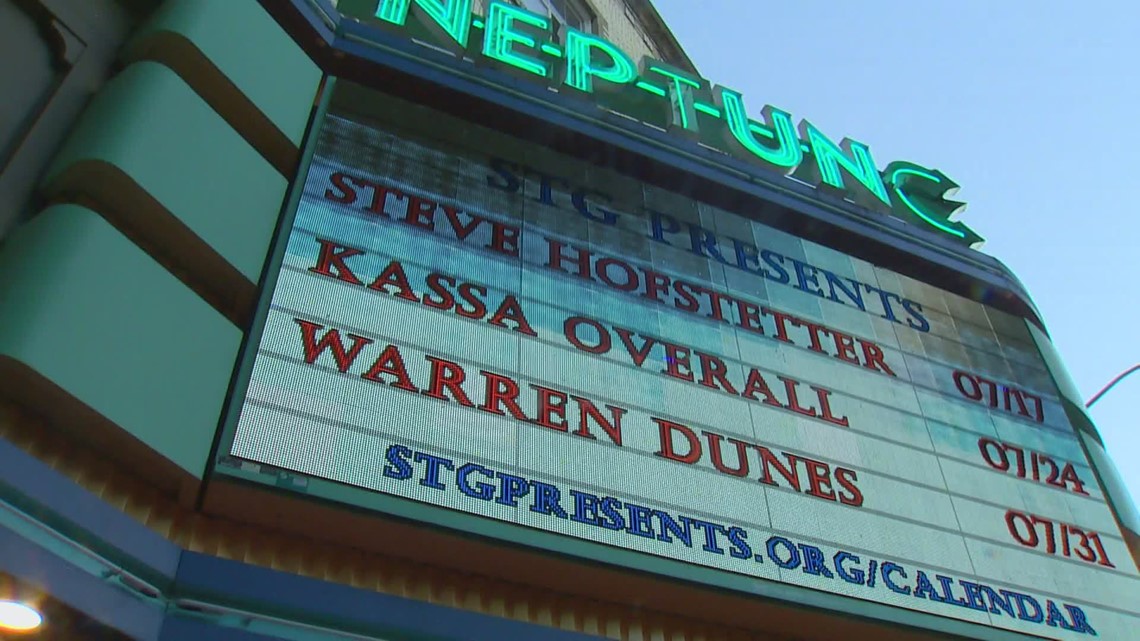 NEPTUNE
STG PRESENTS
STEVE HOFSTETTER 07/17
KASSA OVERALL 07/24
WARREN DUNES 07/31
STGPRESENTS.ORG/CALENDAR